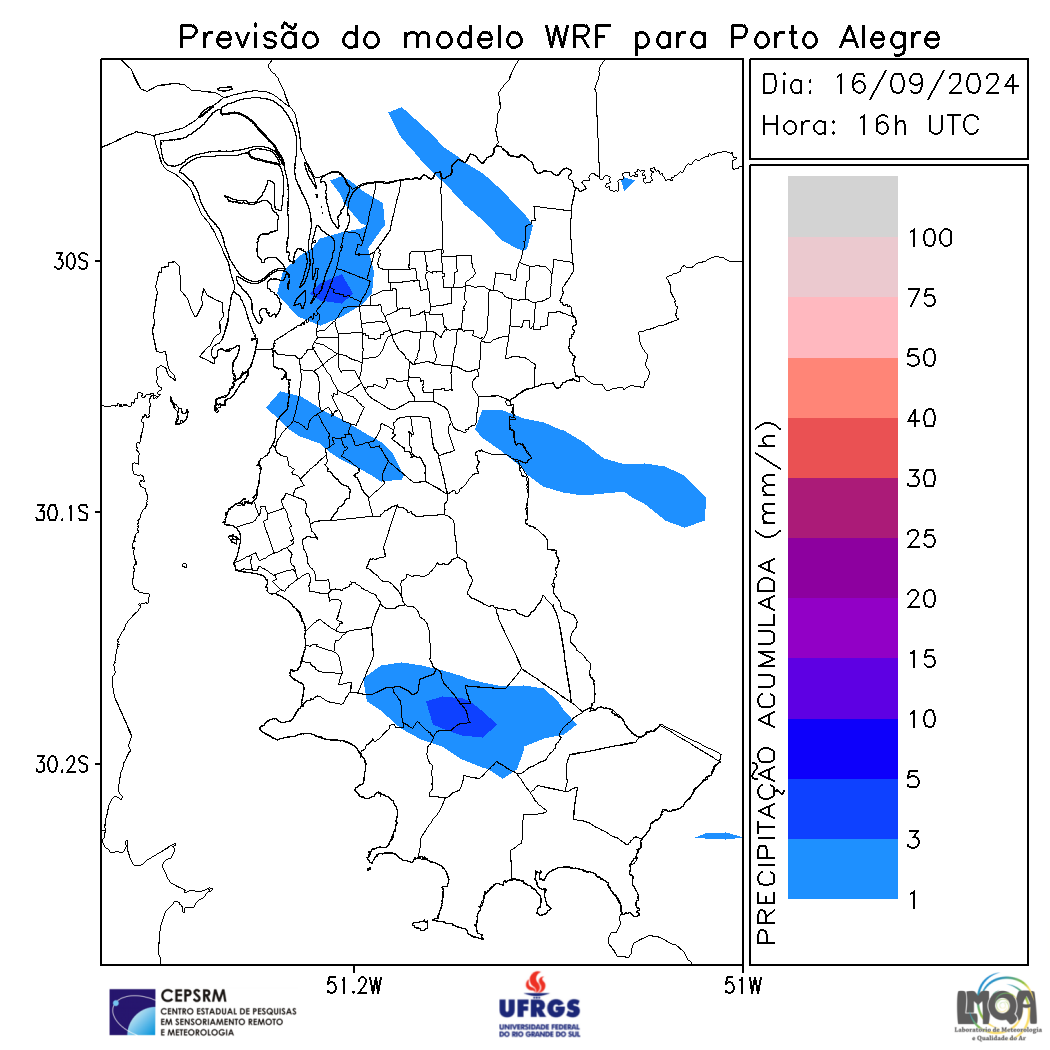 Previsão do modelo WRF para Porto Alegre
Dia: 16/09/2024
Hora: 16h UTC
30S
30.1S
30.2S
51.2W
51W
PRECIPITAÇÃO ACUMULADA (mm/h)
100
75
50
40
30
25
20
15
10
5
3
1
CEPSRM
CENTRO ESTADUAL DE PESQUISAS
EM SENSORIAMENTO REMOTO
E METEOROLOGIA
UFRGS
UNIVERSIDADE FEDERAL
DO RIO GRANDE DO SUL
LMQA
Laboratório de Meteorologia
e Qualidade do Ar